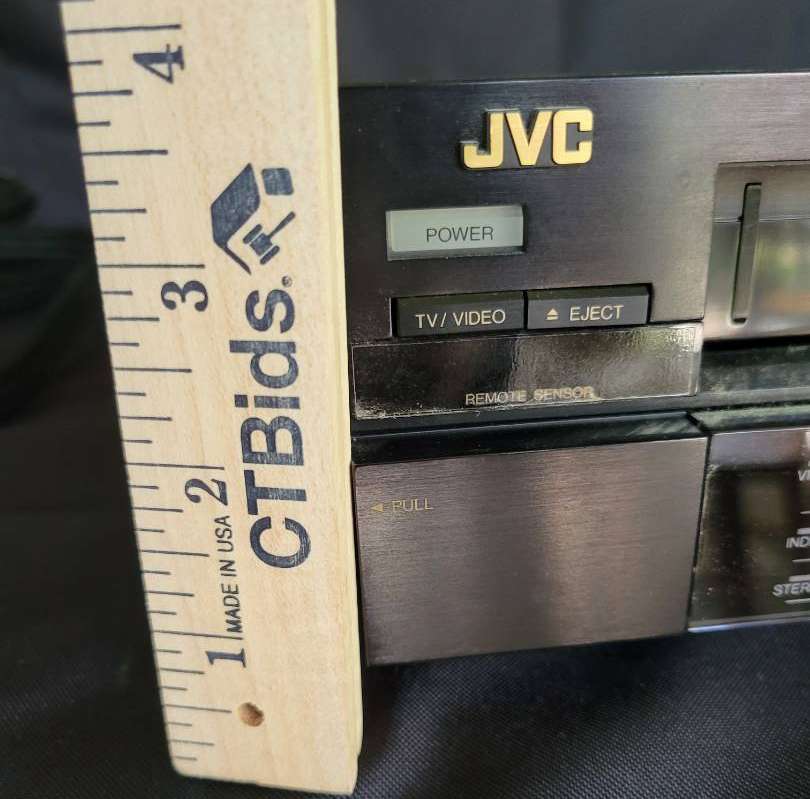 4
3
2
1
CTBids®
MADE IN USA
JVC
POWER
TV/VIDEO
⏏ EJECT
REMOTE SENSOR
◄ PULL